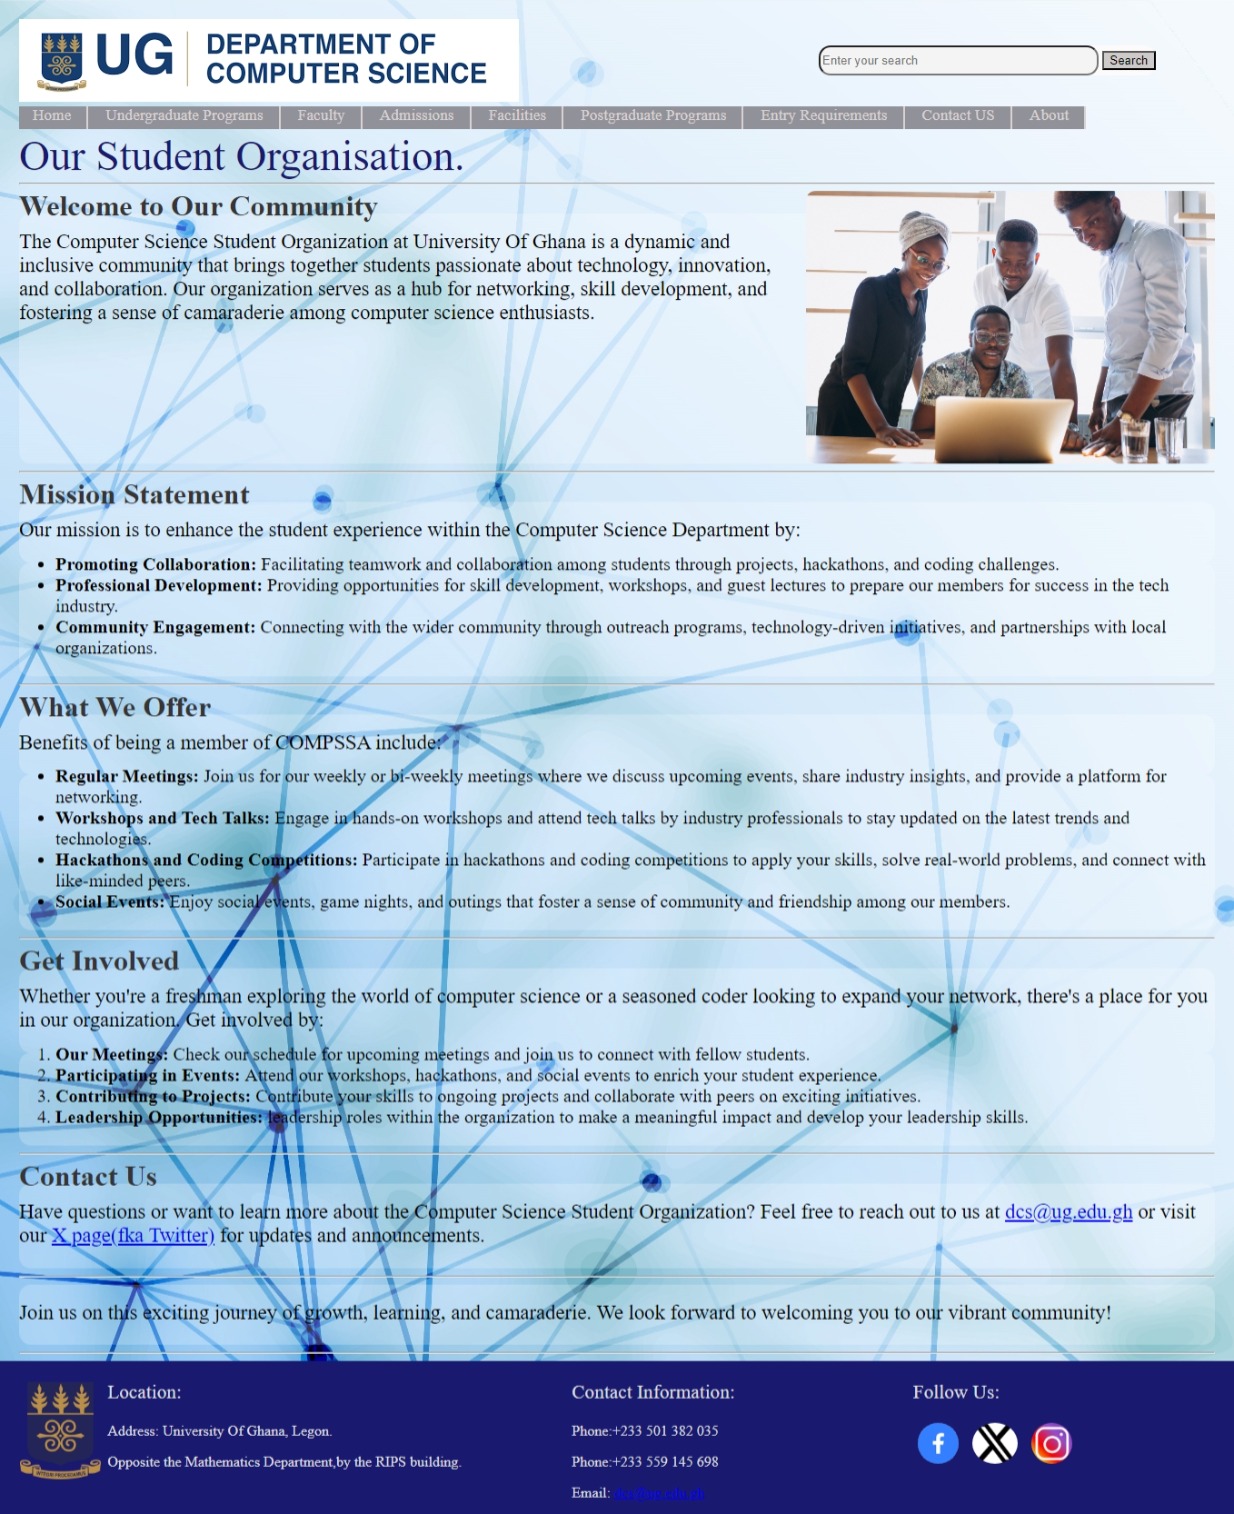 UG
DEPARTMENT OF
COMPUTER SCIENCE
Enter your search
Search
Home
Undergraduate Programs
Faculty
Admissions
Facilities
Postgraduate Programs
Entry Requirements
Contact US
About
Our Student Organisation.
Welcome to Our Community
The Computer Science Student Organization at University Of Ghana is a dynamic and
inclusive community that brings together students passionate about technology, innovation,
and collaboration. Our organization serves as a hub for networking, skill development, and
fostering a sense of camaraderie among computer science enthusiasts.
Mission Statement
Our mission is to enhance the student experience within the Computer Science Department by:
• Promoting Collaboration: Facilitating teamwork and collaboration among students through projects, hackathons, and coding challenges.
• Professional Development: Providing opportunities for skill development, workshops, and guest lectures to prepare our members for success in the tech
industry.
• Community Engagement: Connecting with the wider community through outreach programs, technology-driven initiatives, and partnerships with local
organizations.
What We Offer
Benefits of being a member of COMPSSA include:
• Regular Meetings: Join us for our weekly or bi-weekly meetings where we discuss upcoming events, share industry insights, and provide a platform for
networking.
• Workshops and Tech Talks: Engage in hands-on workshops and attend tech talks by industry professionals to stay updated on the latest trends and
technologies.
• Hackathons and Coding Competitions: Participate in hackathons and coding competitions to apply your skills, solve real-world problems, and connect with
like-minded peers.
• Social Events: Enjoy social events, game nights, and outings that foster a sense of community and friendship among our members.
Get Involved
Whether you're a freshman exploring the world of computer science or a seasoned coder looking to expand your network, there's a place for you
in our organization. Get involved by:
1. Our Meetings: Check our schedule for upcoming meetings and join us to connect with fellow students.
2. Participating in Events: Attend our workshops, hackathons, and social events to enrich your student experience.
3. Contributing to Projects: Contribute your skills to ongoing projects and collaborate with peers on exciting initiatives.
4. Leadership Opportunities: leadership roles within the organization to make a meaningful impact and develop your leadership skills.
Contact Us
Have questions or want to learn more about the Computer Science Student Organization? Feel free to reach out to us at dcs@ug.edu.gh or visit
our X page(fka Twitter) for updates and announcements.
Join us on this exciting journey of growth, learning, and camaraderie. We look forward to welcoming you to our vibrant community!
Location:
Address: University Of Ghana, Legon.
Opposite the Mathematics Department,by the RIPS building.
Contact Information:
Phone:+233 501 382 035
Phone:+233 559 145 698
Email: dcs@ug.edu.gh
Follow Us: